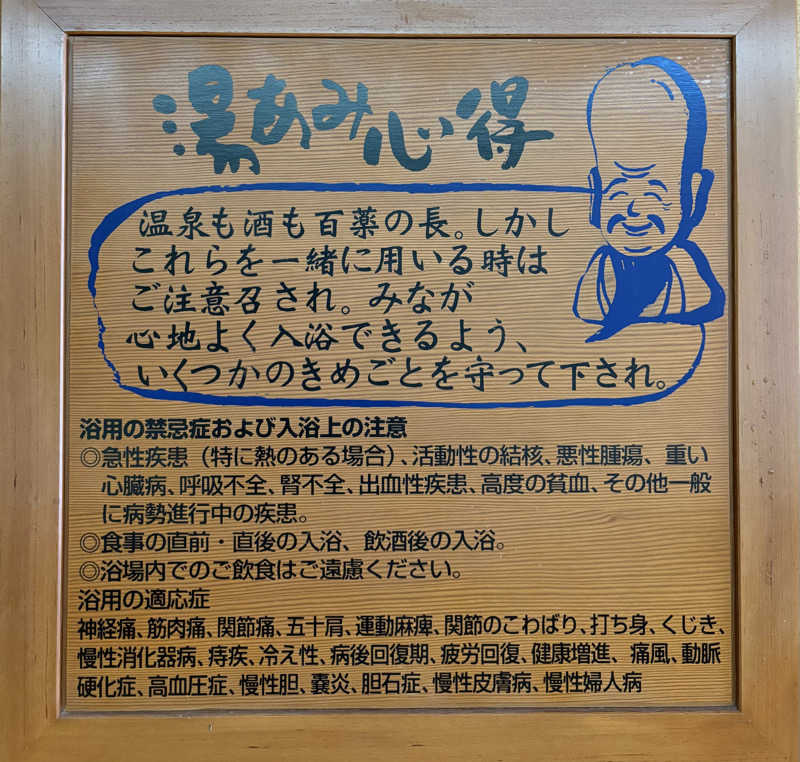 湯あみ心得
温泉も酒も百薬の長。しかし
これらを一緒に用いる時は
ご注意召され。みなが
心地よく入浴できるよう、
いくつかのきめごとを守って下され。
浴用の禁忌症および入浴上の注意
◎急性疾患（特に熱のある場合）、活動性の結核、悪性腫瘍、重い
心臓病、呼吸不全、腎不全、出血性疾患、高度の貧血、その他一般
に病勢進行中の疾患。
◎食事の直前・直後の入浴、飲酒後の入浴。
◎浴場内でのご飲食はご遠慮ください。
浴用の適応症
神経痛、筋肉痛、関節痛、五十肩、運動麻痺、関節のこわばり、打ち身、くじき、
慢性消化器病、痔疾、冷え性、病後回復期、疲労回復、健康増進、痛風、動脈
硬化症、高血圧症、慢性胆、嚢炎、胆石症、慢性皮膚病、慢性婦人病